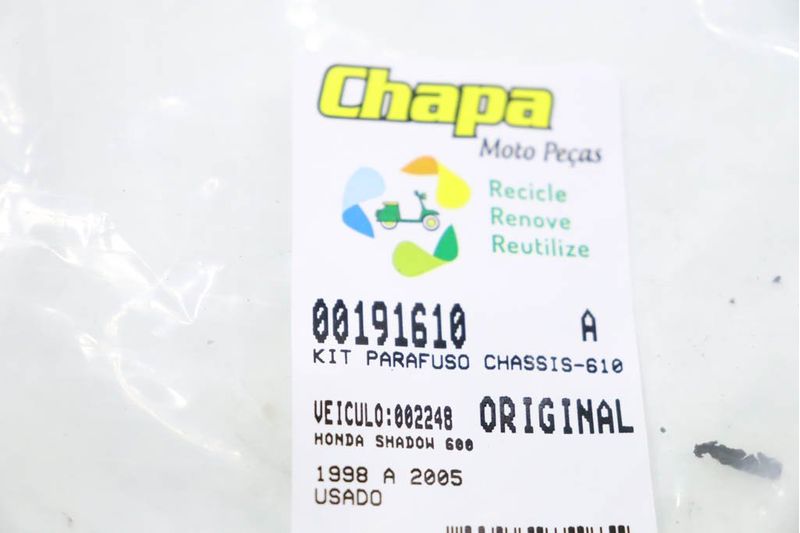 Chapa
Moto Peças
Recicle
Renove
Reutilize
00191610 A
KIT PARAFUSO CHASSIS-610
VEICULO:002248 ORIGINAL
HONDA SHADOW 600
1998 A 2005
USADO